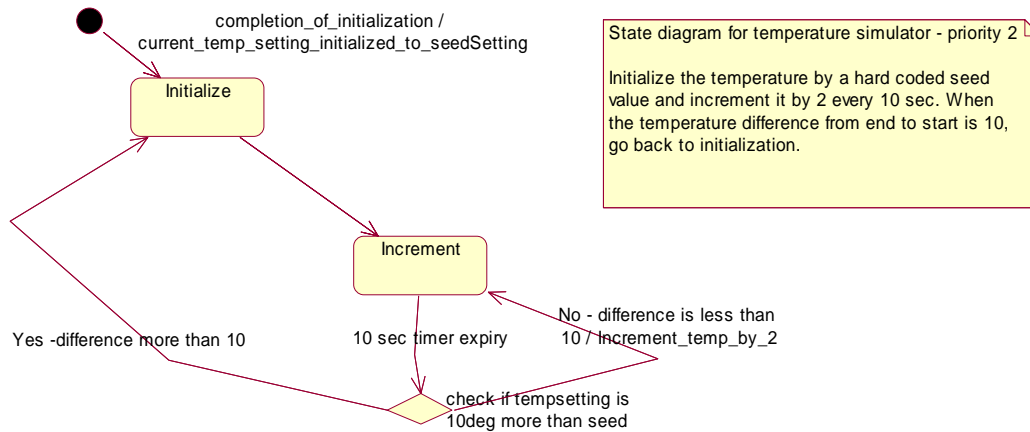 completion_of_initialization /
current_temp_setting_initialized_to_seedSetting
State diagram for temperature simulator - priority 2
Initialize the temperature by a hard coded seed
value and increment it by 2 every 10 sec. When
the temperature difference from end to start is 10,
go back to initialization.
Initialize
Increment
Yes -difference more than 10
10 sec timer expiry
No - difference is less than
10 / Increment_temp_by_2
check if tempsetting is
10deg more than seed